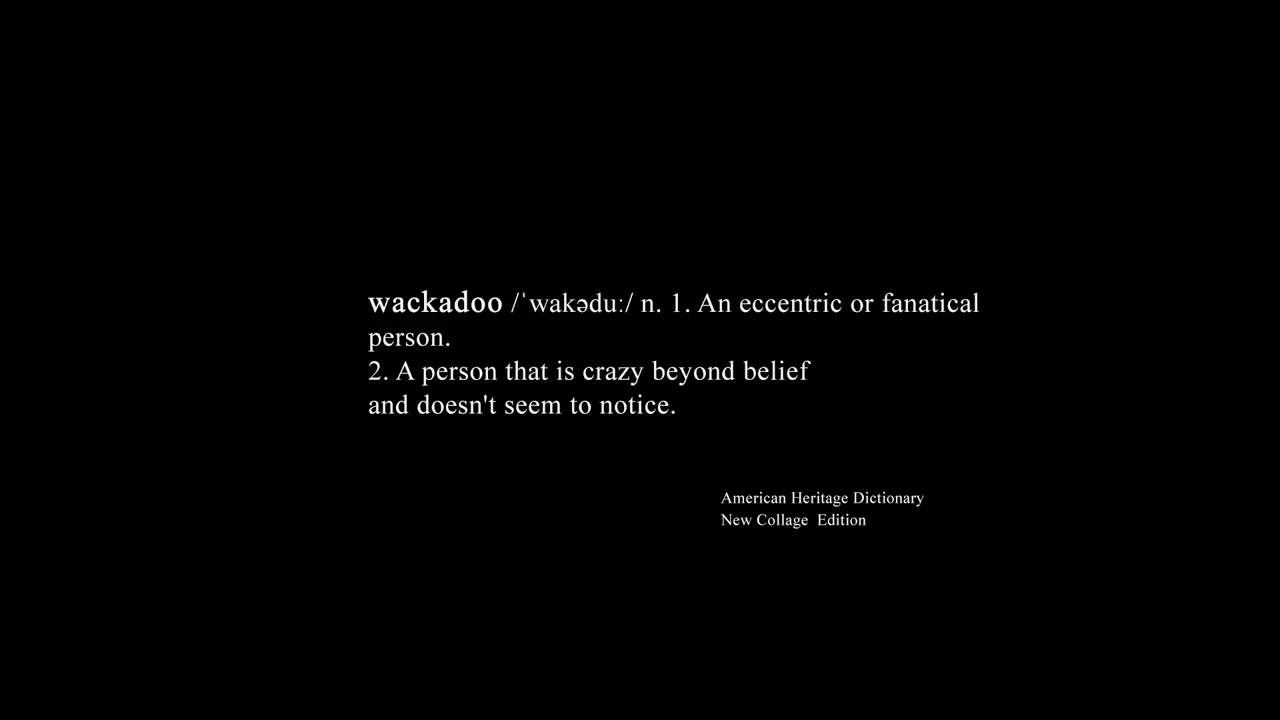 wackadoo /ˈwakədu:/ n. 1. An eccentric or fanatical
person.
2. A person that is crazy beyond belief
and doesn't seem to notice.
American Heritage Dictionary
New Collage  Edition